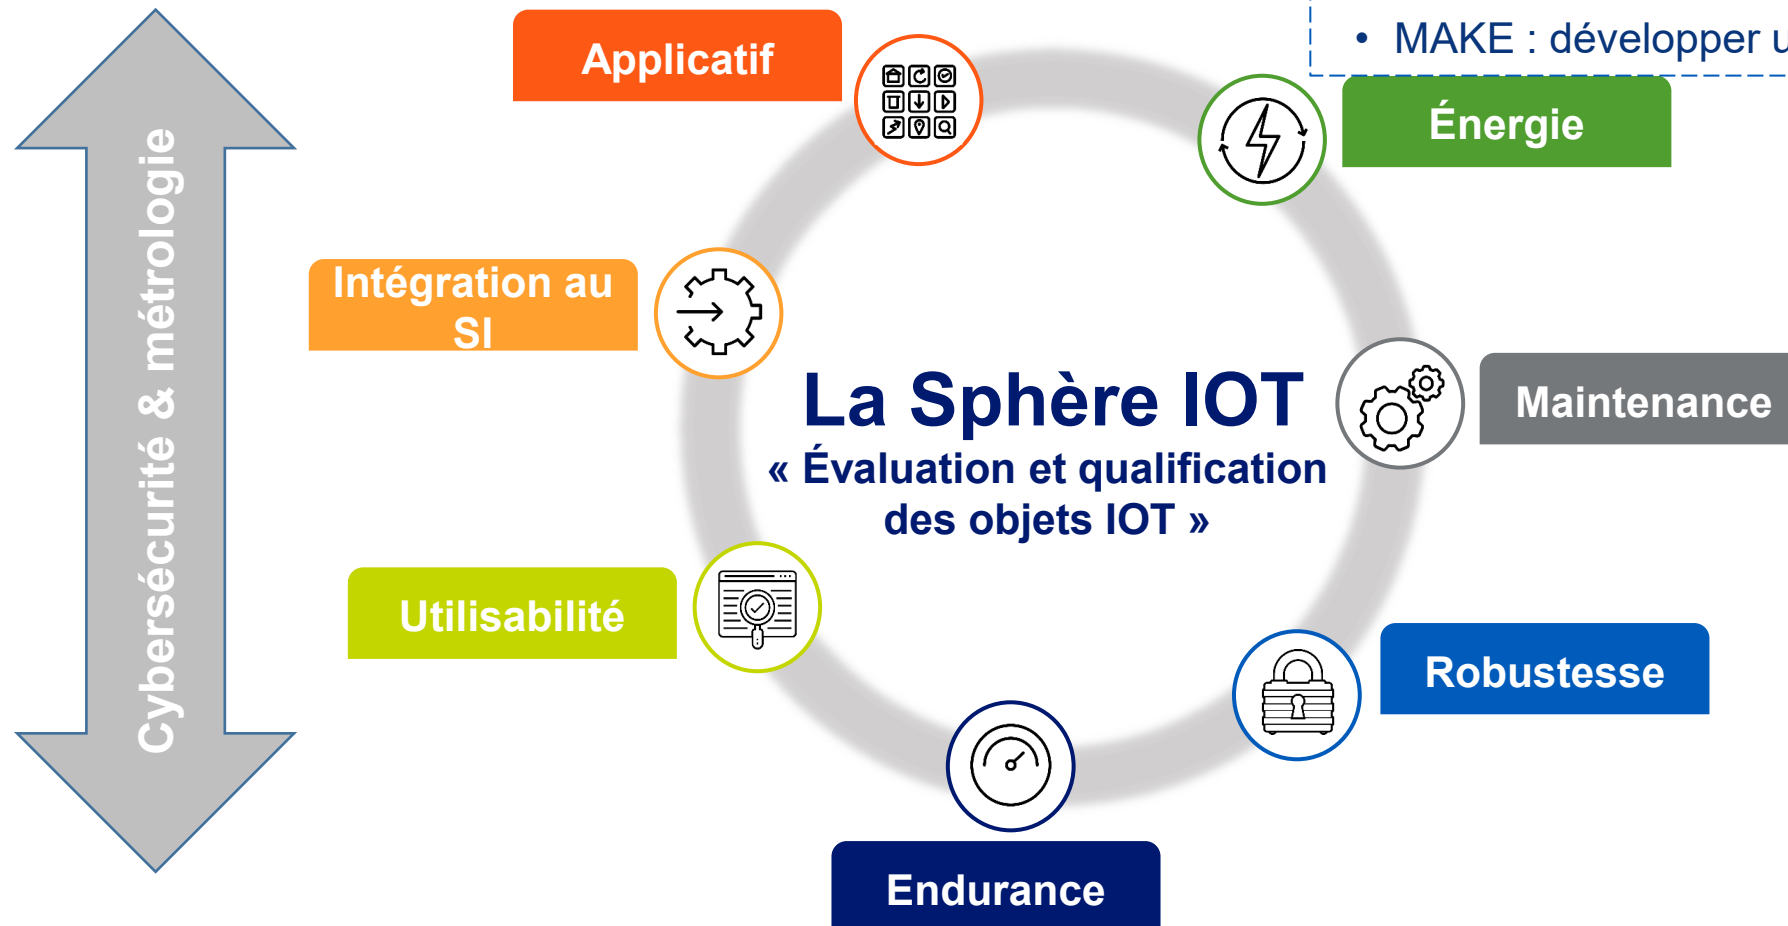 • MAKE : développer u
Applicatif
Énergie
Cybersécurité & métrologie
Intégration au
SI
La Sphère IOT
« Évaluation et qualification
des objets IOT »
Maintenance
Utilisabilité
Robustesse
Endurance